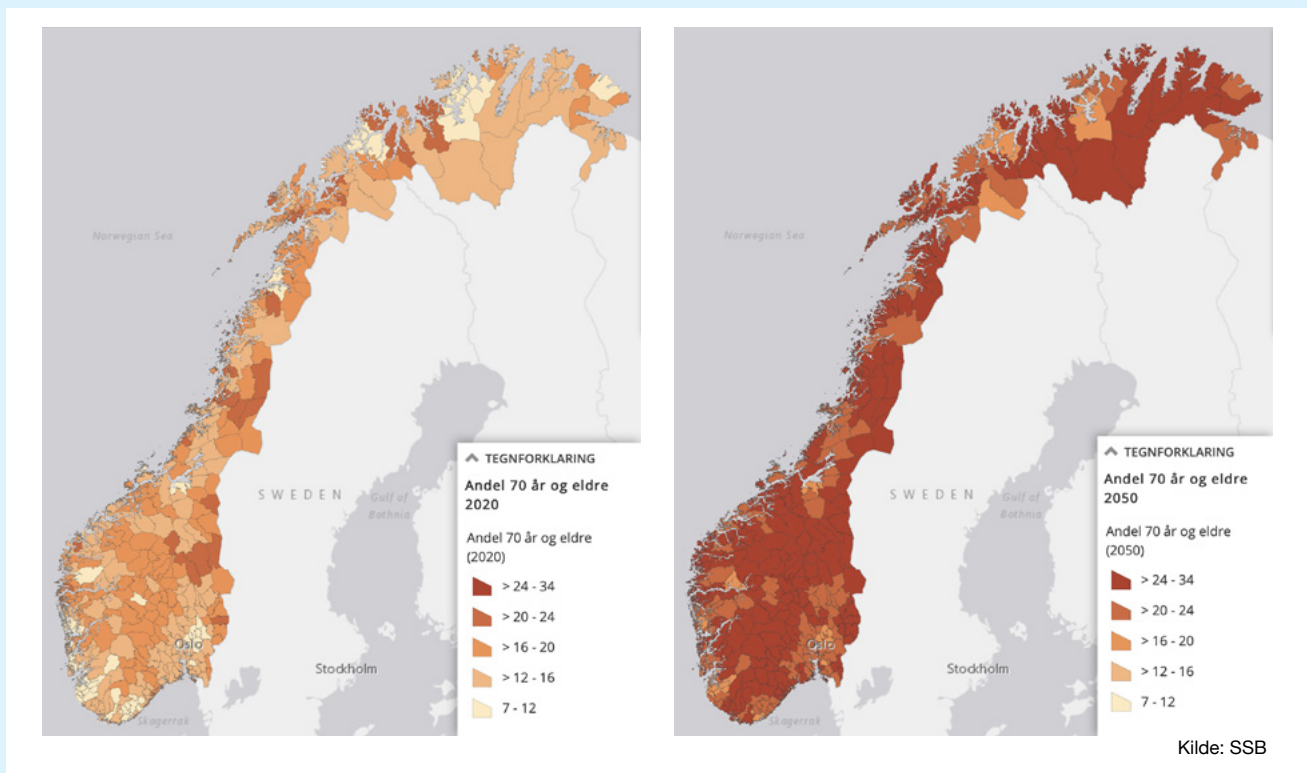 Norwegian Sea
SWEDEN
Gulf of
Bothnia
Oslo
Stockholm
Skagerrak
TEGNFORKLARING
Andel 70 år og eldre
2020
Andel 70 år og eldre
(2020)
> 24 - 34
> 20 - 24
> 16 - 20
> 12 - 16
7 - 12
Norwegian Sea
SWEDEN
Gulf of
Bothnia
Oslo
Stockholm
Skagerrak
TEGNFORKLARING
Andel 70 år og eldre
2050
Andel 70 år og eldre
(2050)
> 24 - 34
> 20 - 24
> 16 - 20
> 12 - 16
7 - 12
Kilde: SSB